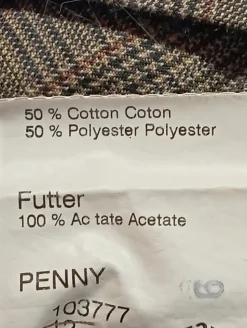 50 % Cotton Coton
50 % Polyester Polyester
Futter
100 % Ac tate Acetate
PENNY
103777